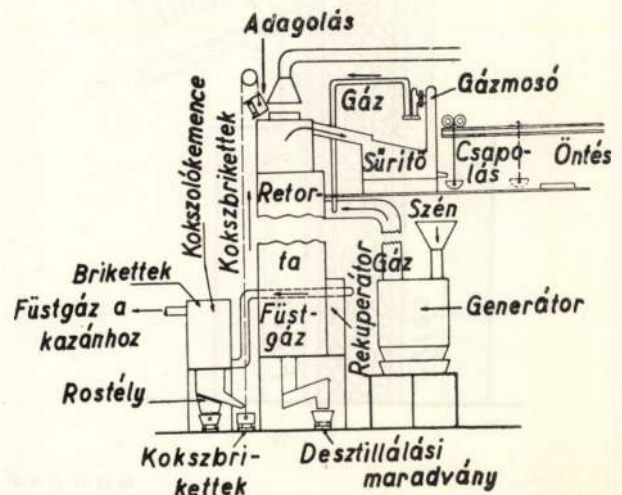 Adagolás
Gáz
Gázmosó
Kokszolókemence
Kokszbrikettek
Sűrítő
Csapo-
lás
Öntés
Retor-
ta
Szén
Gáz
Brikettek
Füstgáz a
kazánhoz
Füst-
gáz
Rekuperátor
Generátor
Rostély
Kokszbri-
kettek
Desztillálási
maradvány